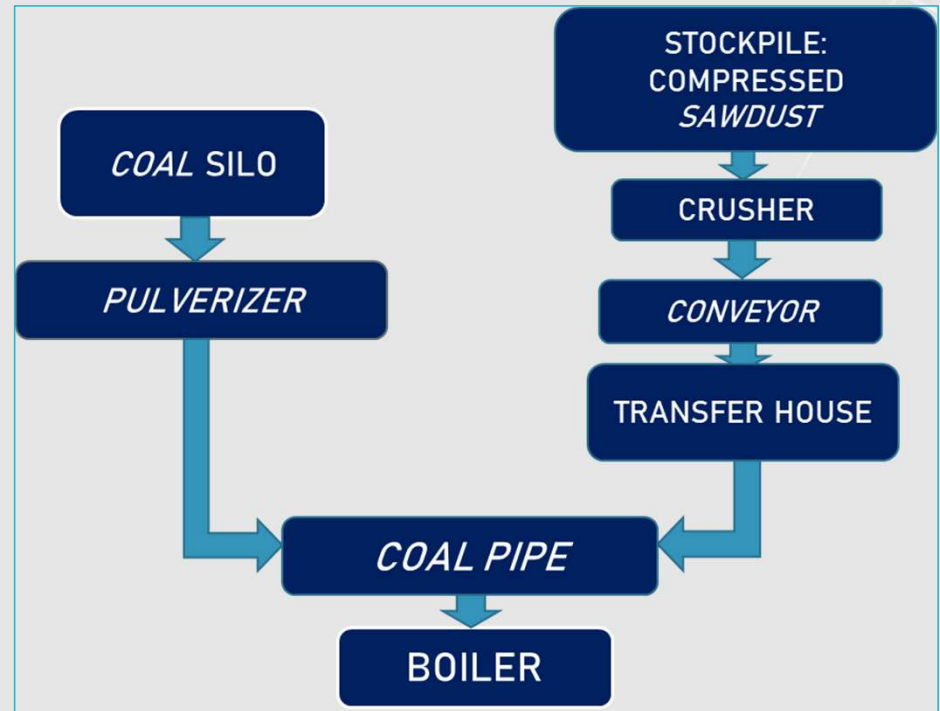 COAL SILO
PULVERIZER
STOCKPILE:
COMPRESSED
SAWDUST
CRUSHER
CONVEYOR
TRANSFER HOUSE
COAL PIPE
BOILER